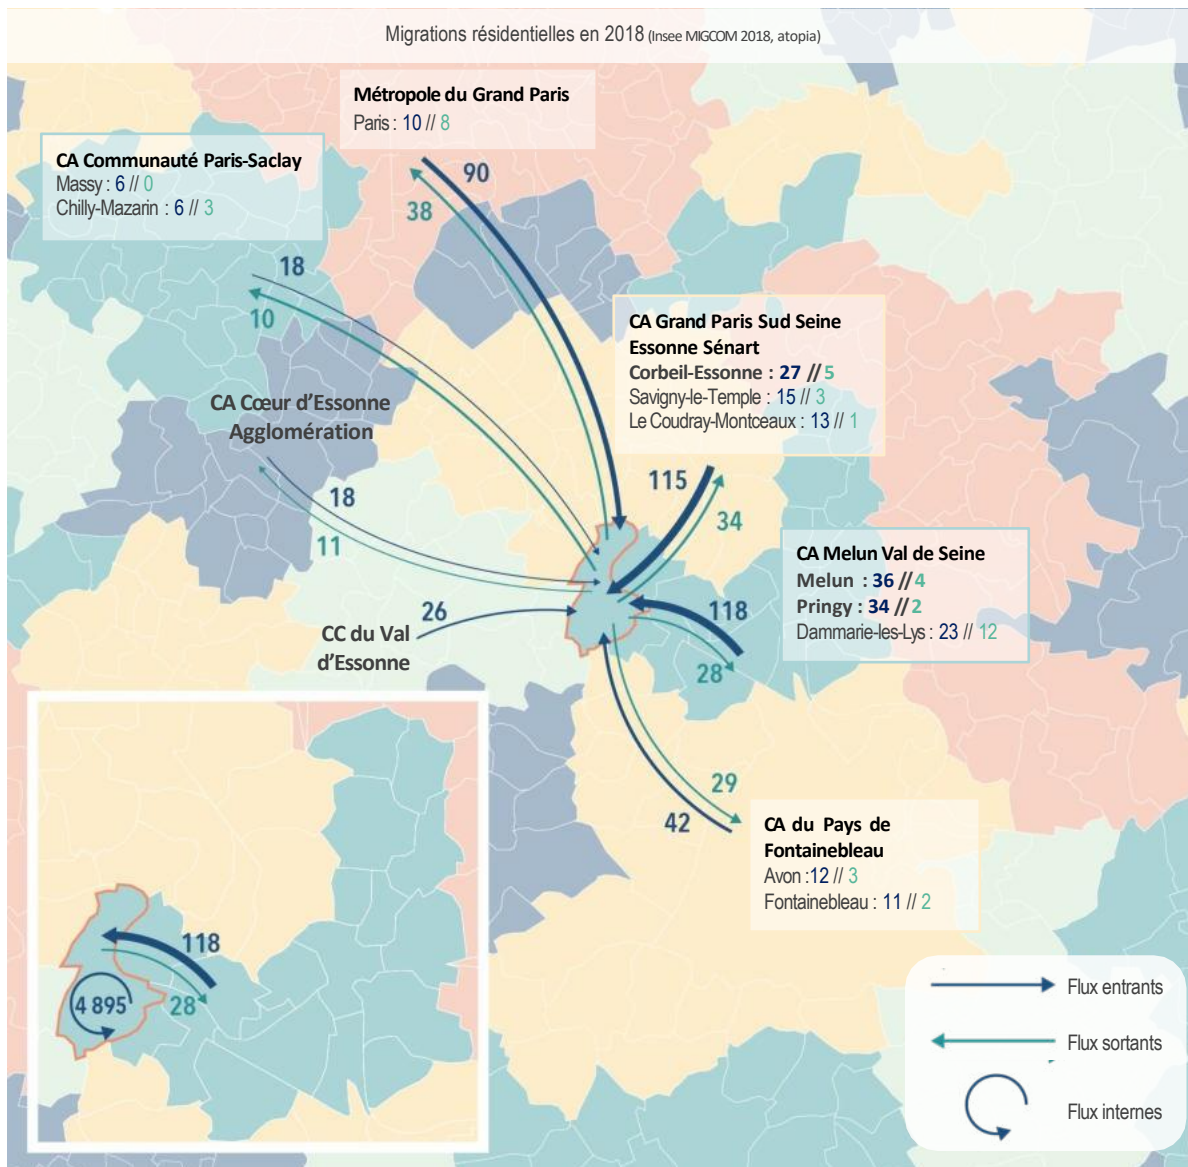 Migrations résidentielles en 2018 (Insee MIGCOM 2018, atopia)
Métropole du Grand Paris
Paris : 10 // 8
CA Communauté Paris-Saclay
Massy : 6 // 0
Chilly-Mazarin : 6 // 3
90
38
18
10
CA Grand Paris Sud Seine
Essonne Sénart
Corbeil-Essonne : 27 // 5
Savigny-le-Temple : 15 // 3
Le Coudray-Montceaux : 13 // 1
CA Cœur d'Essonne
Agglomération
18
11
115
34
CA Melun Val de Seine
Melun : 36 // 4
Pringy : 34 // 2
Dammarie-les-Lys : 23 // 12
118
28
26
CC du Val
d'Essonne
29
42
CA du Pays de
Fontainebleau
Avon :12 // 3
Fontainebleau : 11 // 2
118
28
4 895
Flux entrants
Flux sortants
Flux internes